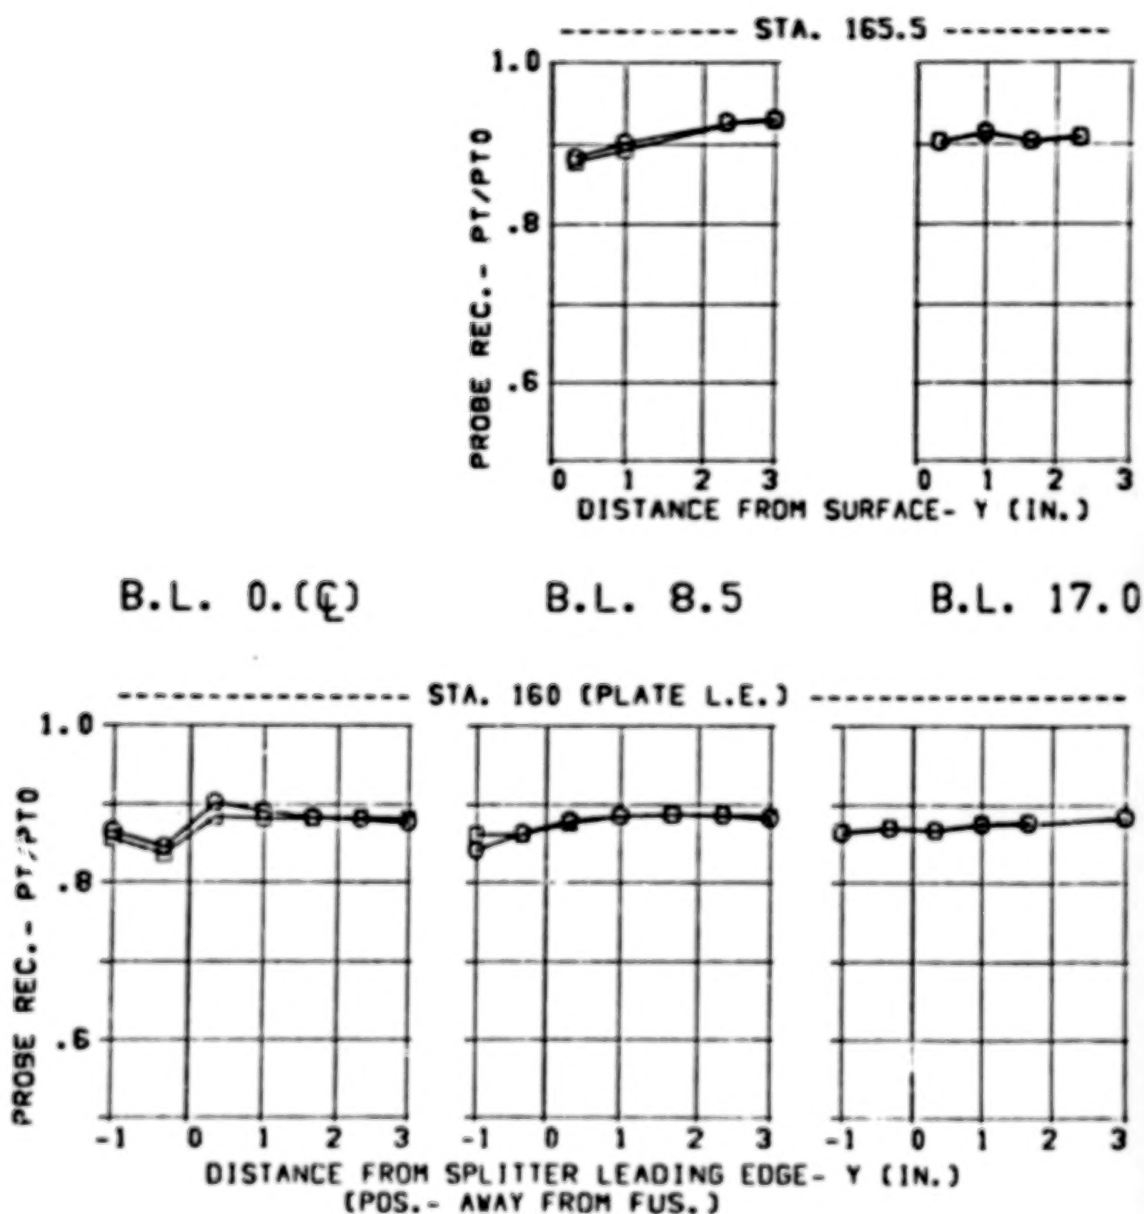 ---------- STA. 165.5 ----------
1.0
.8
.6
PROBE REC.- PT/PTO
0 1 2 3 0 1 2 3
DISTANCE FROM SURFACE- Y (IN.)
B.L. 0.(℄) B.L. 8.5 B.L. 17.0
---------- STA. 160 (PLATE L.E.) ----------
1.0
.8
.6
PROBE REC.- PT/PTO
-1 0 1 2 3 -1 0 1 2 3 -1 0 1 2 3
DISTANCE FROM SPLITTER LEADING EDGE- Y (IN.)
(POS.- AWAY FROM FUS.)